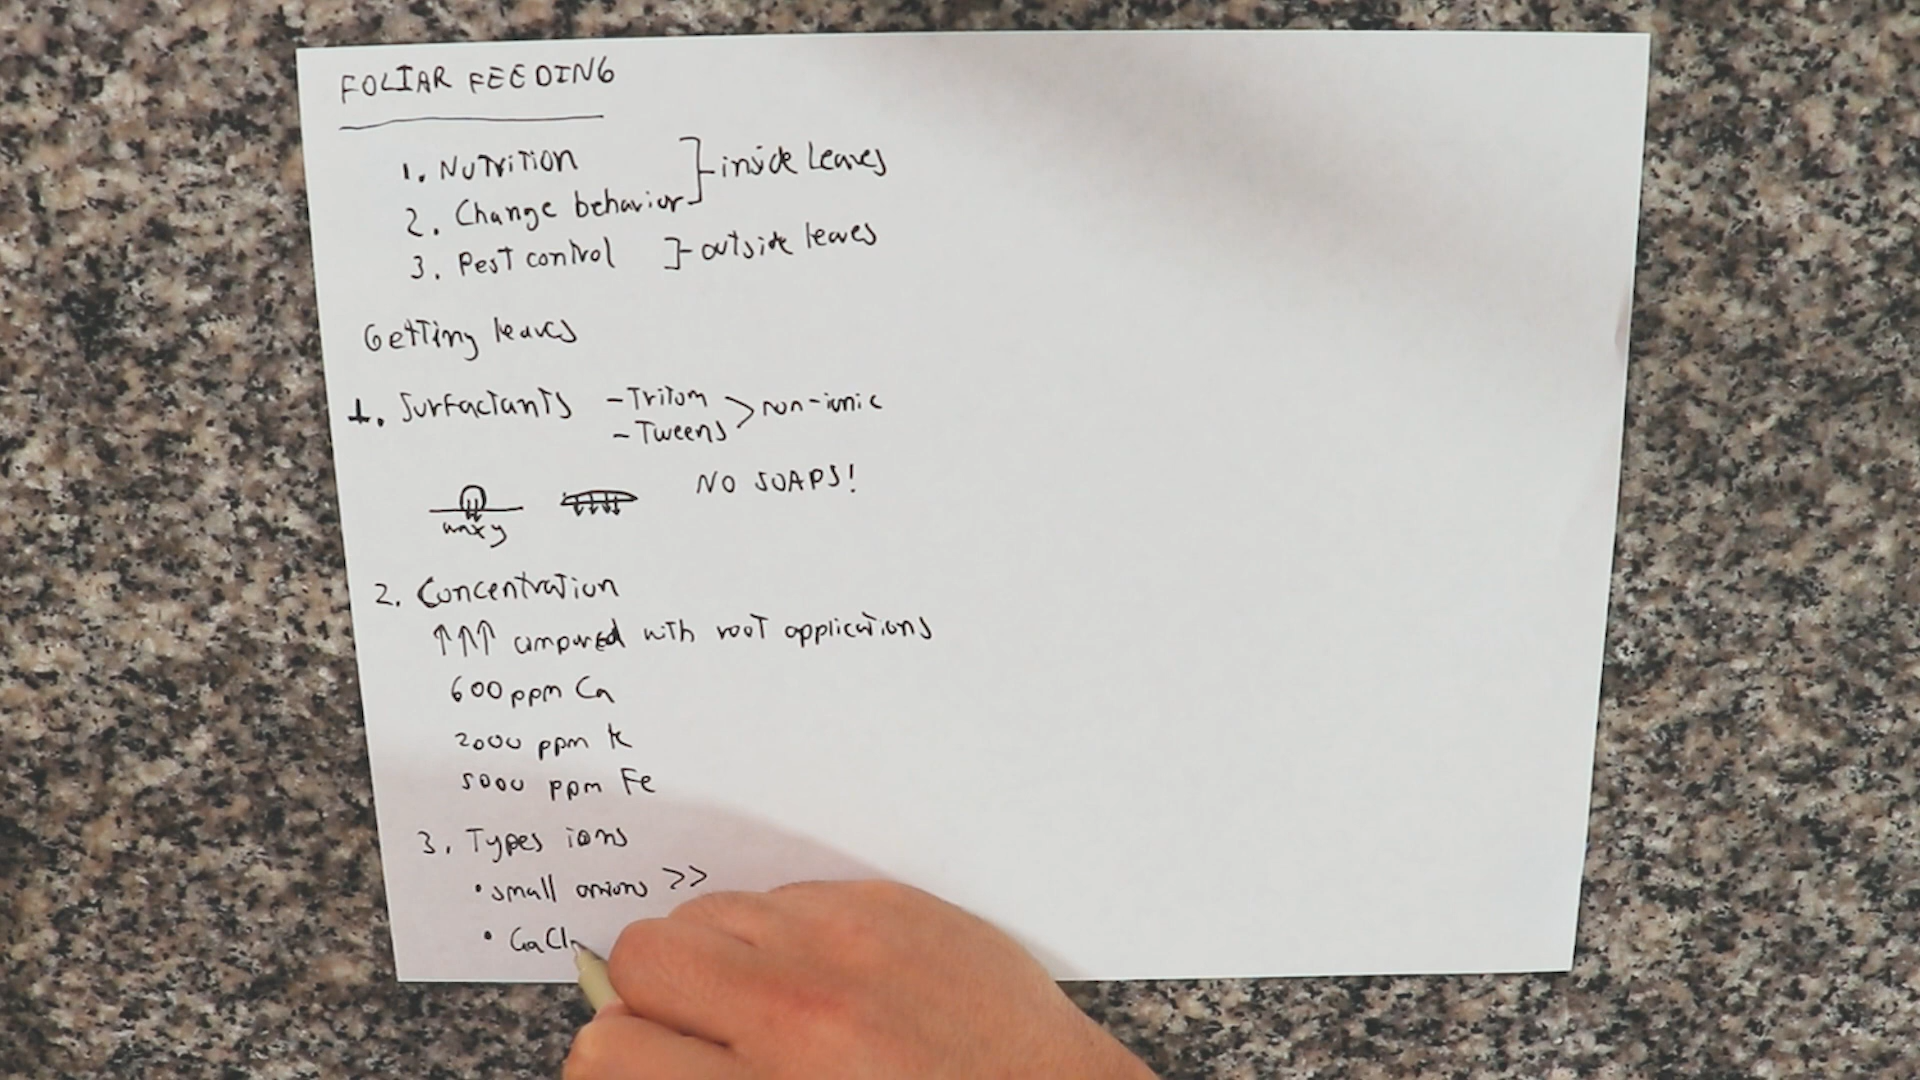 FOLIAR FEEDING
1. Nutrition
2. Change behavior
inside leaves
3. Pest control
outside leaves
Getting leaves
1. Surfactants
- Triton
- Tweens
non-ionic
NO SOAPS!
waxy
2. Concentration
↑↑↑ compared with root applications
600 ppm Ca
2000 ppm K
5000 ppm Fe
3. Types ions
• small anions >>
• CaCl